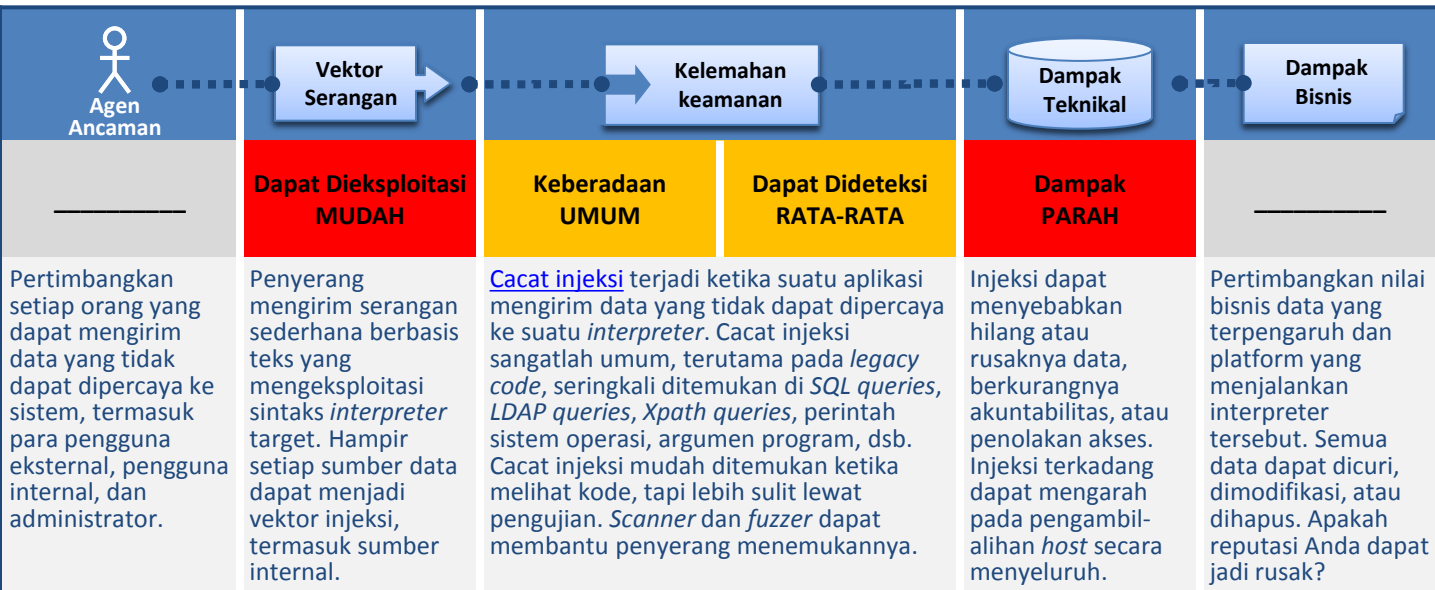 Agen
Ancaman
Vektor
Serangan
Kelemahan
keamanan
Dampak
Teknikal
Dampak
Bisnis
__________
Dapat Dieksploitasi
MUDAH
Keberadaan
UMUM
Dapat Dideteksi
RATA-RATA
Dampak
PARAH
__________
Pertimbangkan
setiap orang yang
dapat mengirim
data yang tidak
dapat dipercaya ke
sistem, termasuk
para pengguna
eksternal, pengguna
internal, dan
administrator.
Penyerang
mengirim serangan
sederhana berbasis
teks yang
mengeksploitasi
sintaks interpreter
target. Hampir
setiap sumber data
dapat menjadi
vektor injeksi,
termasuk sumber
internal.
Cacat injeksi terjadi ketika suatu aplikasi
mengirim data yang tidak dapat dipercaya
ke suatu interpreter. Cacat injeksi
sangatlah umum, terutama pada legacy
code, seringkali ditemukan di SQL queries,
LDAP queries, Xpath queries, perintah
sistem operasi, argumen program, dsb.
Cacat injeksi mudah ditemukan ketika
melihat kode, tapi lebih sulit lewat
pengujian. Scanner dan fuzzer dapat
membantu penyerang menemukannya.
Injeksi dapat
menyebabkan
hilang atau
rusaknya data,
berkurangnya
akuntabilitas, atau
penolakan akses.
Injeksi terkadang
dapat mengarah
pada pengambil-
alihan host secara
menyeluruh.
Pertimbangkan nilai
bisnis data yang
terpengaruh dan
platform yang
menjalankan
interpreter
tersebut. Semua
data dapat dicuri,
dimodifikasi, atau
dihapus. Apakah
reputasi Anda dapat
jadi rusak?